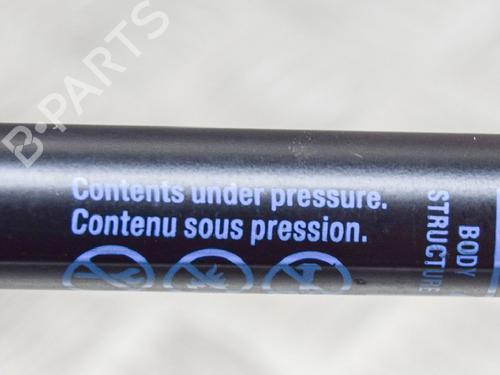 B-PARTS
Contents under pressure.
Contenu sous pression.
BODY
STRUCTURE